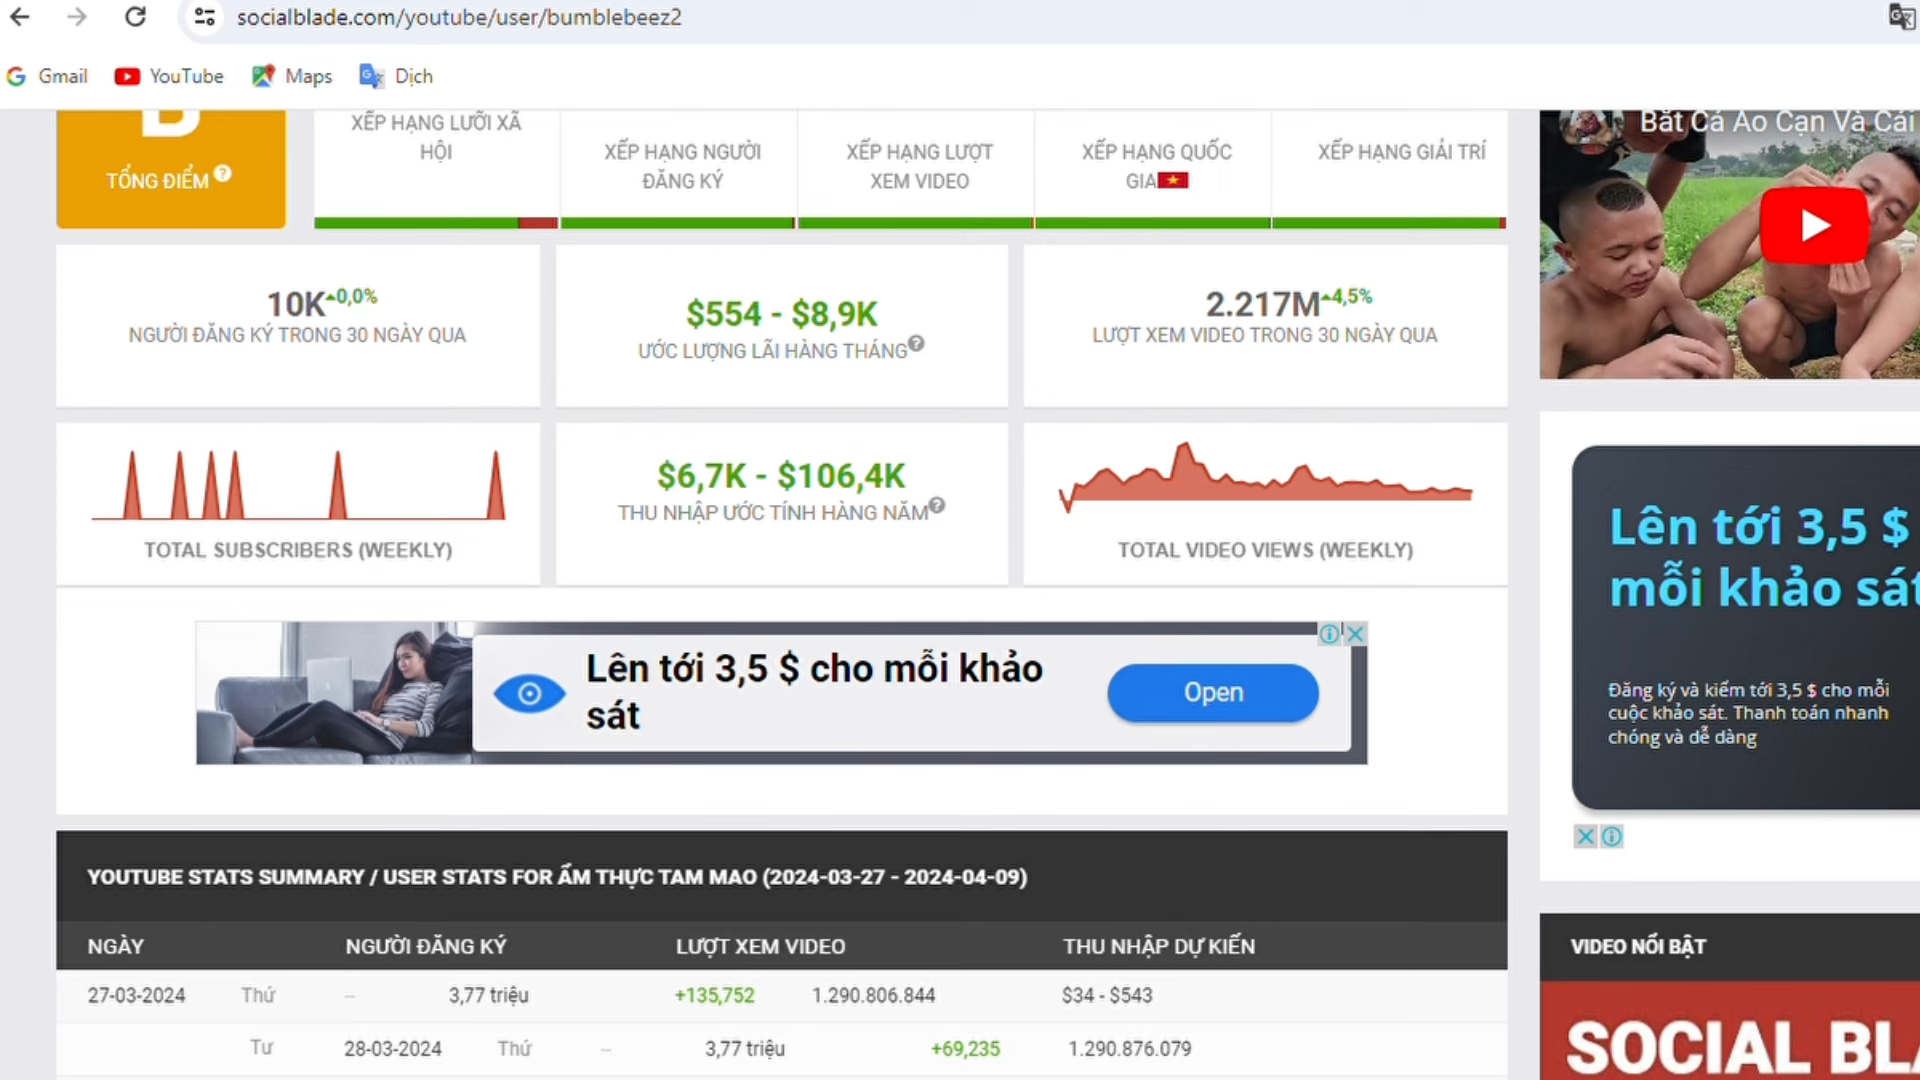 socialblade.com/youtube/user/bumblebeez2
Gmail YouTube Maps Dịch
B
TỔNG ĐIỂM
XẾP HẠNG LƯỚI XÃ
HỘI
XẾP HẠNG NGƯỜI
ĐĂNG KÝ
XẾP HẠNG LƯỢT
XEM VIDEO
XẾP HẠNG QUỐC
GIA
XẾP HẠNG GIẢI TRÍ
Bắt Cá Ao Cạn Và Cái
10K 0,0%
NGƯỜI ĐĂNG KÝ TRONG 30 NGÀY QUA
$554 - $8,9K
ƯỚC LƯỢNG LÃI HÀNG THÁNG
2.217M 4,5%
LƯỢT XEM VIDEO TRONG 30 NGÀY QUA
TOTAL SUBSCRIBERS (WEEKLY)
$6,7K - $106,4K
THU NHẬP ƯỚC TÍNH HÀNG NĂM
TOTAL VIDEO VIEWS (WEEKLY)
Lên tới 3,5 $
mỗi khảo sát
Đăng ký và kiếm tới 3,5 $ cho mỗi
cuộc khảo sát. Thanh toán nhanh
chóng và dễ dàng
Lên tới 3,5 $ cho mỗi khảo
sát
Open
YOUTUBE STATS SUMMARY / USER STATS FOR ẨM THỰC TAM MAO (2024-03-27 - 2024-04-09)
NGÀY NGƯỜI ĐĂNG KÝ LƯỢT XEM VIDEO THU NHẬP DỰ KIẾN
27-03-2024 Thứ -- 3,77 triệu +135,752 1.290.806.844 $34 - $543
Tư 28-03-2024 Thứ -- 3,77 triệu +69,235 1.290.876.079
VIDEO NỔI BẬT
SOCIAL BLA